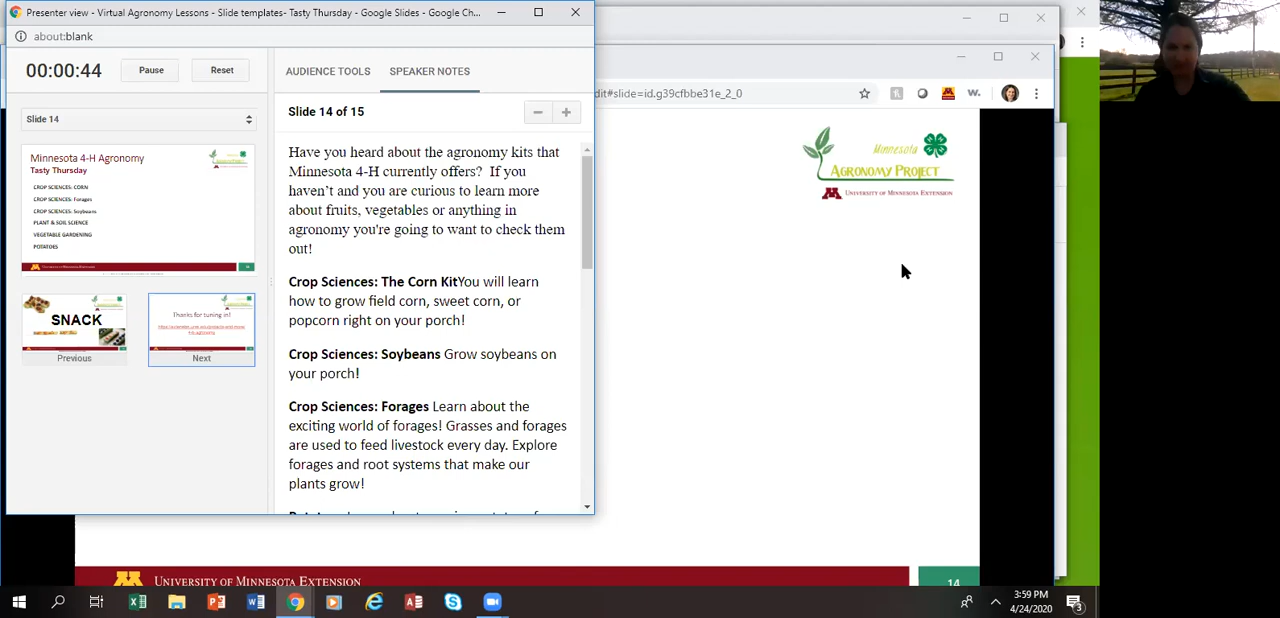 Presenter view - Virtual Agronomy Lessons - Slide templates- Tasty Thursday - Google Slides - Google Ch...
about:blank
00:00:44
Pause
Reset
AUDIENCE TOOLS
SPEAKER NOTES
Slide 14
Slide 14 of 15
Minnesota 4-H Agronomy
Tasty Thursday
CROP SCIENCES: CORN
CROP SCIENCES: Forages
CROP SCIENCES: Soybeans
PLANT & SOIL SCIENCE
VEGETABLE GARDENING
POTATOES
SNACK
Previous
Thanks for tuning in!
Next
Have you heard about the agronomy kits that
Minnesota 4-H currently offers? If you
haven't and you are curious to learn more
about fruits, vegetables or anything in
agronomy you're going to want to check them
out!
Crop Sciences: The Corn KitYou will learn
how to grow field corn, sweet corn, or
popcorn right on your porch!
Crop Sciences: Soybeans Grow soybeans on
your porch!
Crop Sciences: Forages Learn about the
exciting world of forages! Grasses and forages
are used to feed livestock every day. Explore
forages and root systems that make our
plants grow!
dit#slide=id.g39cfbbe31e_2_0
W.
Minnesota
AGRONOMY PROJECT
UNIVERSITY OF MINNESOTA EXTENSION
UNIVERSITY OF MINNESOTA EXTENSION
14
3:59 PM
4/24/2020
3